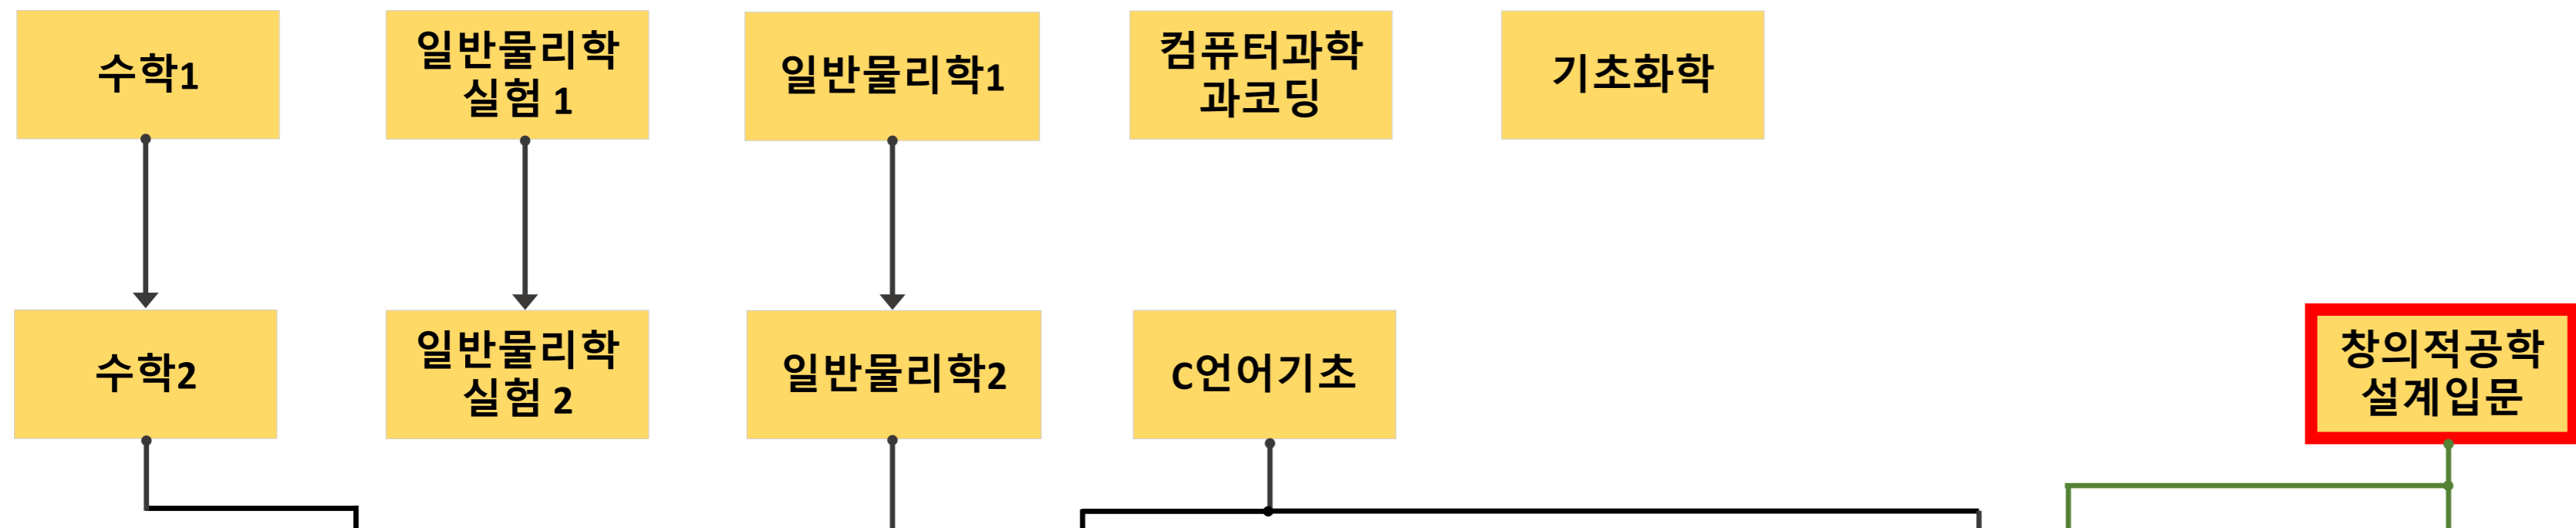 수학1
일반물리학
실험 1
일반물리학1
컴퓨터과학
과코딩
기초화학
수학2
일반물리학
실험 2
일반물리학2
C언어기초
창의적공학
설계입문